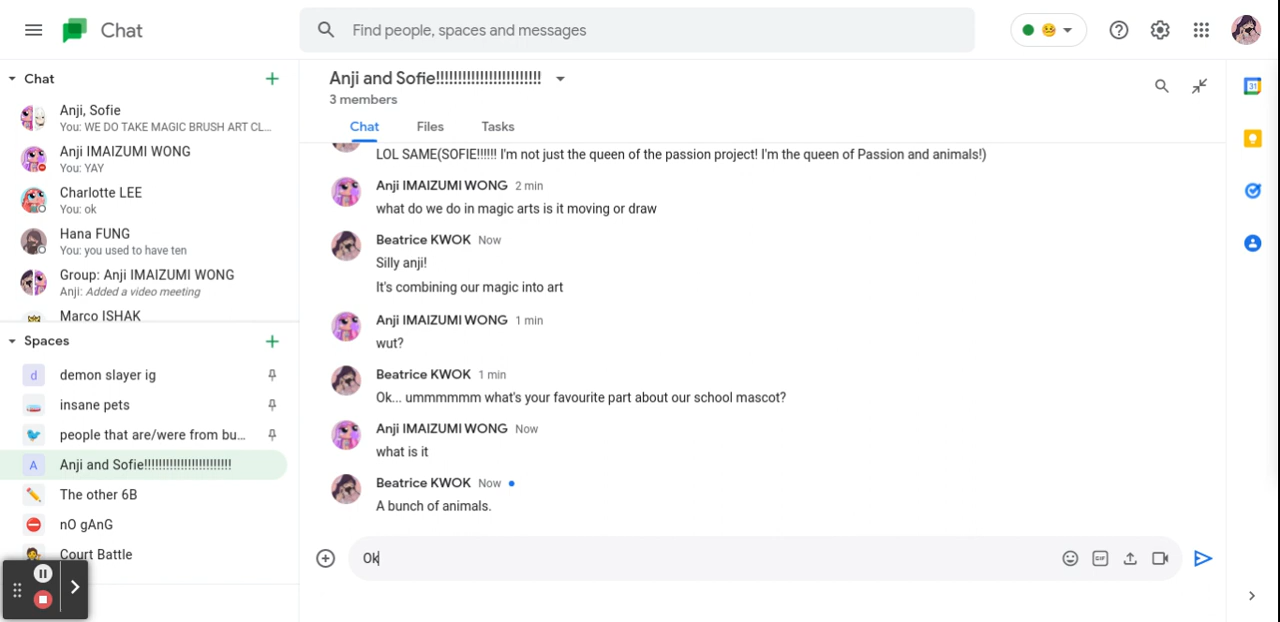 Chat
Find people, spaces and messages
Chat
Anji, Sofie
You: WE DO TAKE MAGIC BRUSH ART CL...
Anji IMAIZUMI WONG
You: YAY
Charlotte LEE
You: ok
Hana FUNG
You: you used to have ten
Group: Anji IMAIZUMI WONG
Anji: Added a video meeting
Marco ISHAK
Spaces
d demon slayer ig
insane pets
people that are/were from bu...
A Anji and Sofie!!!!!!!!!!!!!!!!!!!!!!!!
The other 6B
nO gAnG
Court Battle
Anji and Sofie!!!!!!!!!!!!!!!!!!!!!!!!
3 members
Chat Files Tasks
LOL SAME(SOFIE!!!!!! I'm not just the queen of the passion project! I'm the queen of Passion and animals!)
Anji IMAIZUMI WONG 2 min
what do we do in magic arts is it moving or draw
Beatrice KWOK Now
Silly anji!
It's combining our magic into art
Anji IMAIZUMI WONG 1 min
wut?
Beatrice KWOK 1 min
Ok... ummmmmm what's your favourite part about our school mascot?
Anji IMAIZUMI WONG Now
what is it
Beatrice KWOK Now
A bunch of animals.
Ok
GIF
31